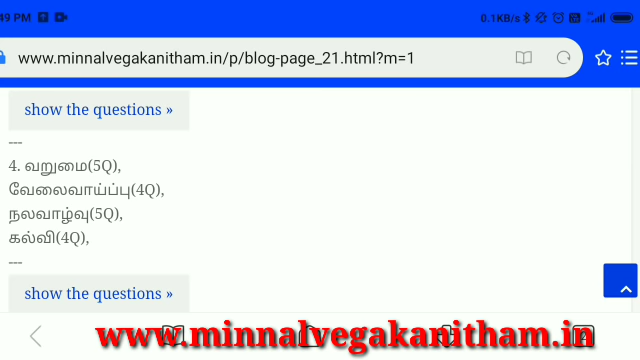 49 PM
0.1KB/s
www.minnalvegakanitham.in/p/blog-page_21.html?m=1
show the questions »
---
4. வறுமை(5Q),
வேலைவாய்ப்பு(4Q),
நலவாழ்வு(5Q),
கல்வி(4Q),
---
show the questions »
www.minnalvegakanitham.in